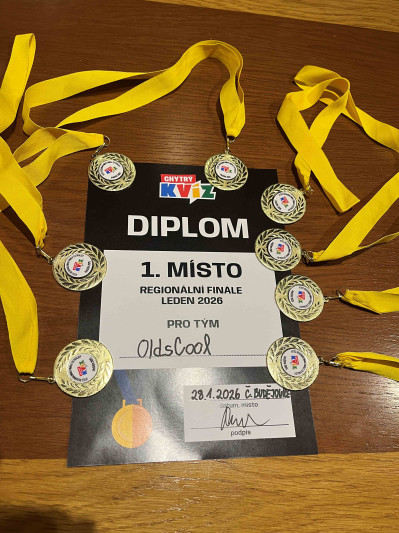 CHYTRÝ
KVÍZ
DIPLOM
1. MÍSTO
REGIONÁLNÍ FINÁLE
LEDEN 2026
PRO TÝM
OldsCool
28.1.2026 Č. BUDĚJOVICE
datum, místo
podpis